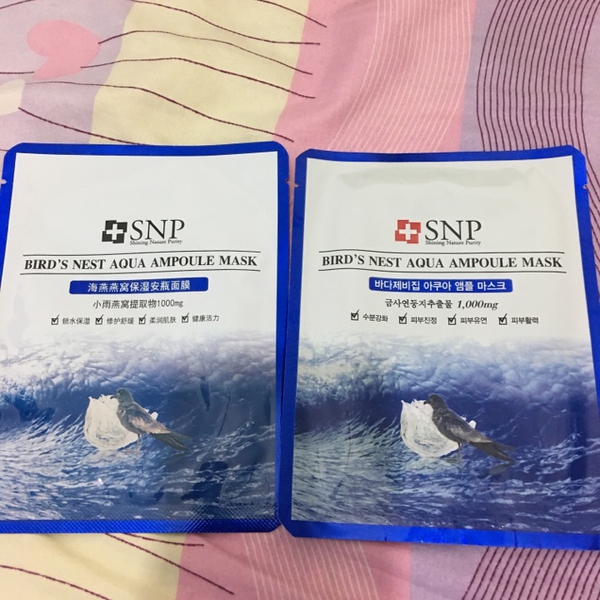 SNP
Shining Nature Purity
BIRD'S NEST AQUA AMPOULE MASK
海燕燕窝保湿安瓶面膜
小雨燕窝提取物1000mg
锁水保湿 修护舒缓 柔润肌肤 健康活力
SNP
Shining Nature Purity
BIRD'S NEST AQUA AMPOULE MASK
바다제비집 아쿠아 앰플 마스크
금사연둥지추출물 1,000mg
수분강화 피부진정 피부유연 피부활력